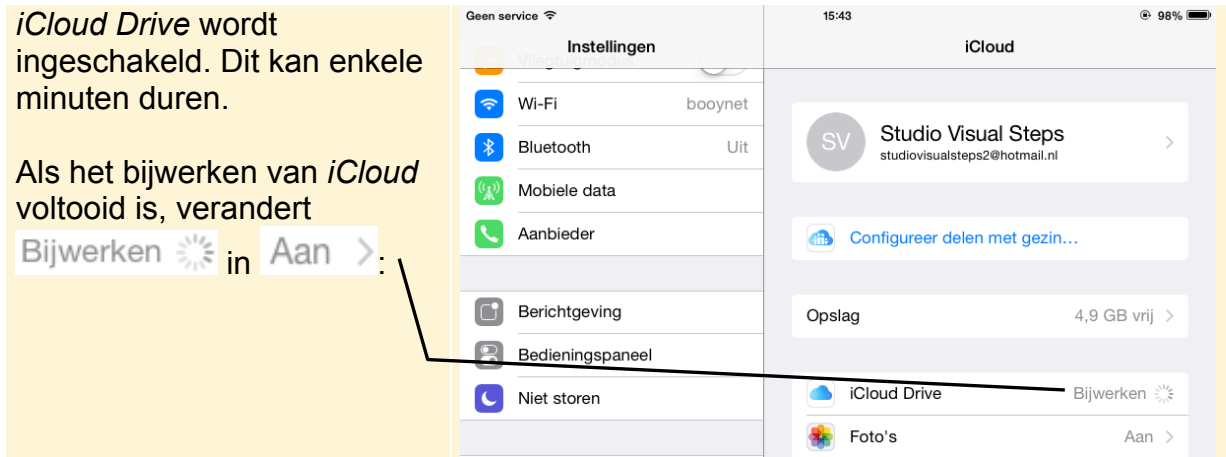 iCloud Drive wordt
ingeschakeld. Dit kan enkele
minuten duren.
Als het bijwerken van iCloud
voltooid is, verandert
Bijwerken in Aan > :
Geen service 15:43 98%
Instellingen
Vliegtuigmodus
Wi-Fi booynet
Bluetooth Uit
Mobiele data
Aanbieder
Berichtgeving
Bedieningspaneel
Niet storen
iCloud
SV
Studio Visual Steps
studiovisualsteps2@hotmail.nl
Configureer delen met gezin...
Opslag 4,9 GB vrij
iCloud Drive Bijwerken
Foto's Aan